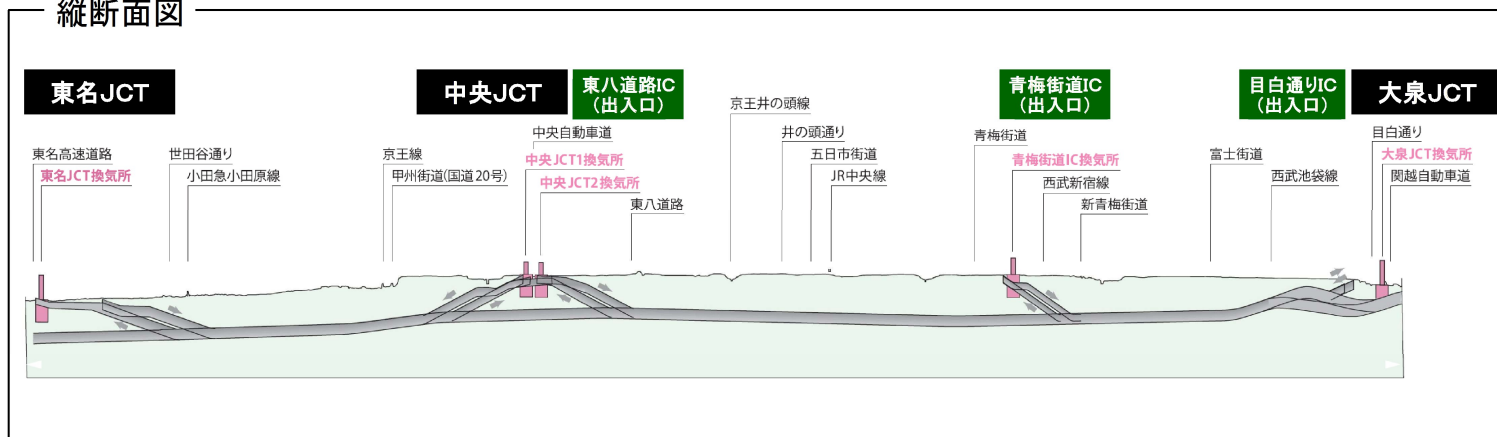 縦断面図
東名JCT
中央JCT
東八道路IC
(出入口)
青梅街道IC
(出入口)
目白通りIC
(出入口)
大泉JCT
東名高速道路
東名JCT換気所
世田谷通り
小田急小田原線
京王線
甲州街道(国道20号)
中央自動車道
中央JCT1換気所
中央JCT2換気所
東八道路
京王井の頭線
井の頭通り
五日市街道
JR中央線
青梅街道
青梅街道IC換気所
西武新宿線
新青梅街道
富士街道
西武池袋線
目白通り
大泉JCT換気所
関越自動車道